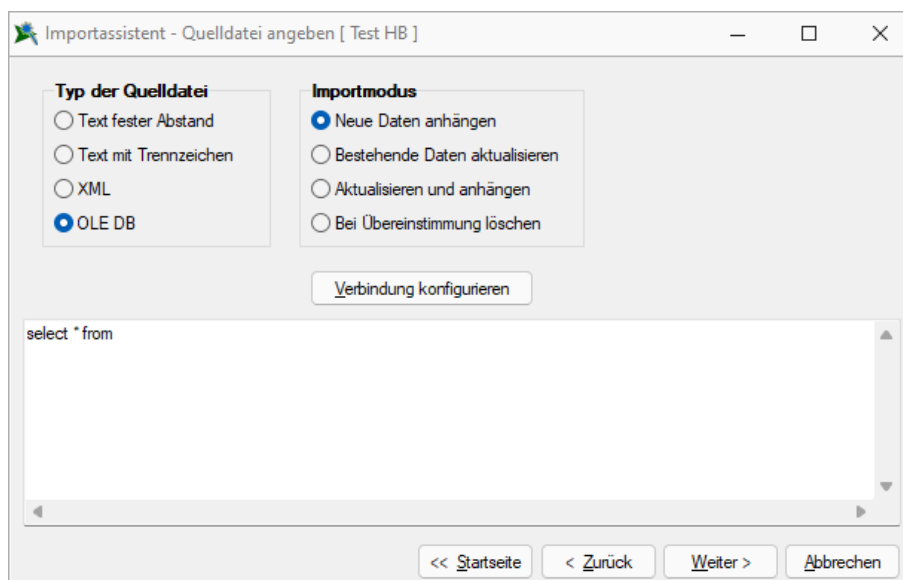 Importassistent - Quelldatei angeben [ Test HB ]
Typ der Quelldatei
Text fester Abstand
Text mit Trennzeichen
XML
OLE DB
Importmodus
Neue Daten anhängen
Bestehende Daten aktualisieren
Aktualisieren und anhängen
Bei Übereinstimmung löschen
Verbindung konfigurieren
select * from
<< Startseite < Zurück Weiter > Abbrechen